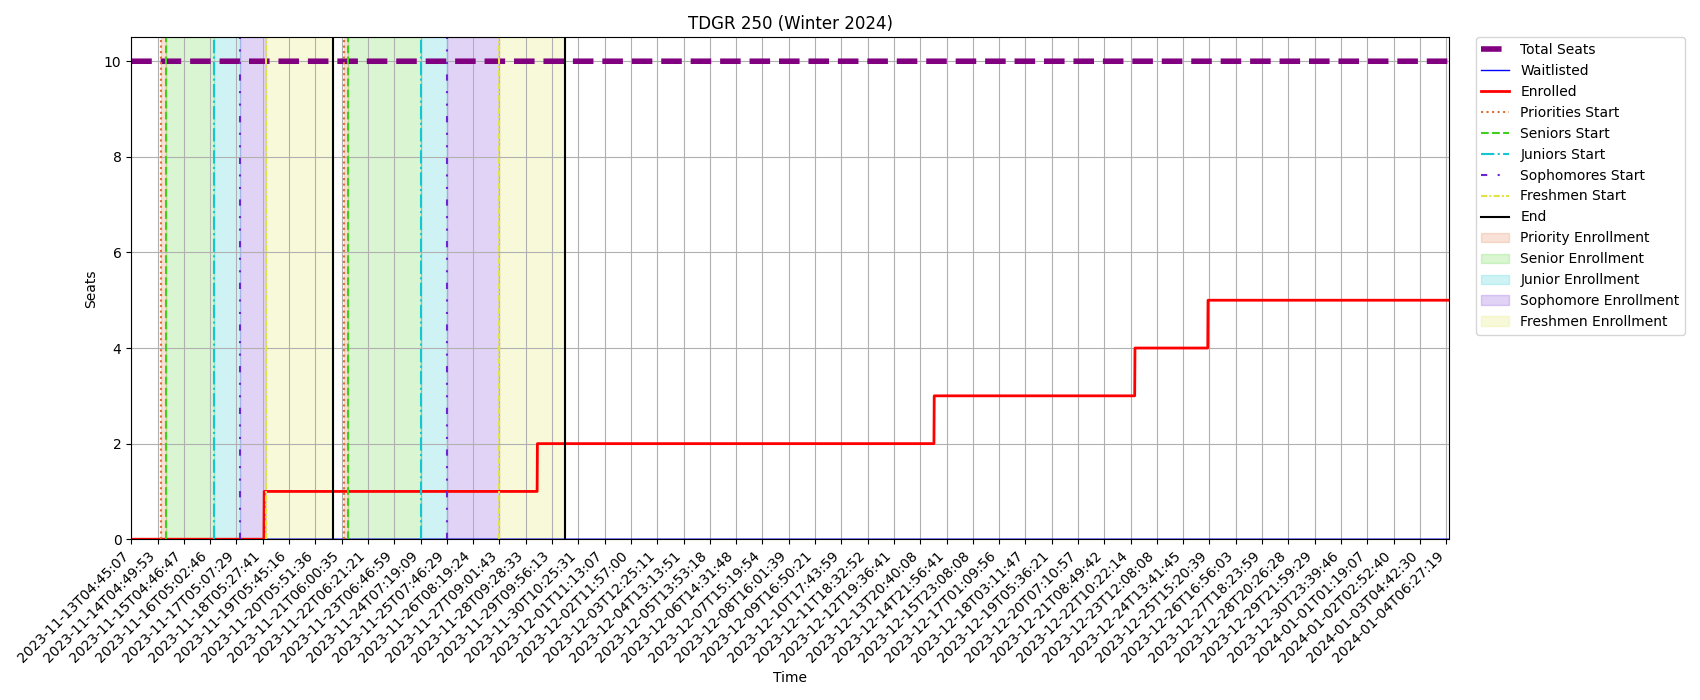 TDGR 250 (Winter 2024)
Seats
10
8
6
4
2
0
2023-11-13T04:45:07
2023-11-14T04:49:53
2023-11-15T04:46:47
2023-11-16T05:02:46
2023-11-17T05:07:29
2023-11-18T05:27:41
2023-11-19T05:45:16
2023-11-20T05:51:36
2023-11-21T06:00:35
2023-11-22T06:21:21
2023-11-23T06:46:59
2023-11-24T07:19:09
2023-11-25T07:46:29
2023-11-26T08:19:24
2023-11-27T09:01:43
2023-11-28T09:28:33
2023-11-29T09:56:13
2023-11-30T10:25:31
2023-12-01T11:13:07
2023-12-02T11:57:00
2023-12-03T12:25:11
2023-12-04T13:13:51
2023-12-05T13:53:18
2023-12-06T14:31:48
2023-12-07T15:19:54
2023-12-08T16:01:39
2023-12-09T16:50:21
2023-12-10T17:43:59
2023-12-11T18:32:52
2023-12-12T19:36:41
2023-12-13T20:40:08
2023-12-14T21:56:41
2023-12-15T23:08:08
2023-12-17T01:09:56
2023-12-18T03:11:47
2023-12-19T05:36:21
2023-12-20T07:10:57
2023-12-21T08:49:42
2023-12-22T10:22:14
2023-12-23T12:08:08
2023-12-24T13:41:45
2023-12-25T15:20:39
2023-12-26T16:56:03
2023-12-27T18:23:59
2023-12-28T20:26:28
2023-12-29T21:59:29
2023-12-30T23:39:46
2024-01-01T01:19:07
2024-01-02T02:52:40
2024-01-03T04:42:30
2024-01-04T06:27:19
Time
Total Seats
Waitlisted
Enrolled
Priorities Start
Seniors Start
Juniors Start
Sophomores Start
Freshmen Start
End
Priority Enrollment
Senior Enrollment
Junior Enrollment
Sophomore Enrollment
Freshmen Enrollment